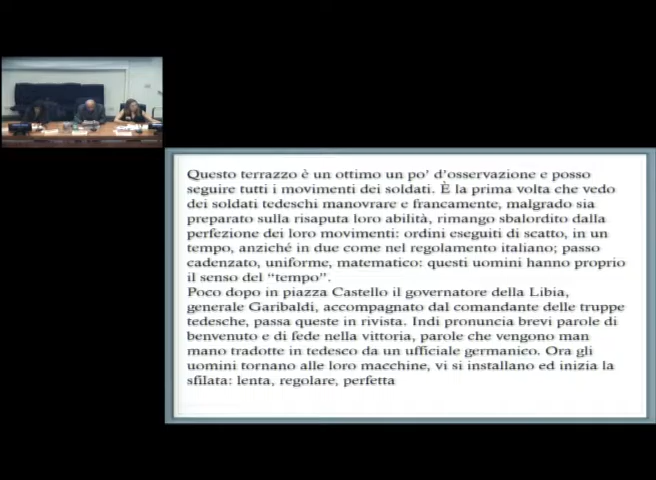 Questo terrazzo è un ottimo un po' d'osservazione e posso
seguire tutti i movimenti dei soldati. È la prima volta che vedo
dei soldati tedeschi manovrare e francamente, malgrado sia
preparato sulla risaputa loro abilità, rimango sbalordito dalla
perfezione dei loro movimenti: ordini eseguiti di scatto, in un
tempo, anziché in due come nel regolamento italiano; passo
cadenzato, uniforme, matematico: questi uomini hanno proprio
il senso del “tempo”.
Poco dopo in piazza Castello il governatore della Libia,
generale Garibaldi, accompagnato dal comandante delle truppe
tedesche, passa queste in rivista. Indi pronuncia brevi parole di
benvenuto e di fede nella vittoria, parole che vengono man
mano tradotte in tedesco da un ufficiale germanico. Ora gli
uomini tornano alle loro macchine, vi si installano ed inizia la
sfilata: lenta, regolare, perfetta